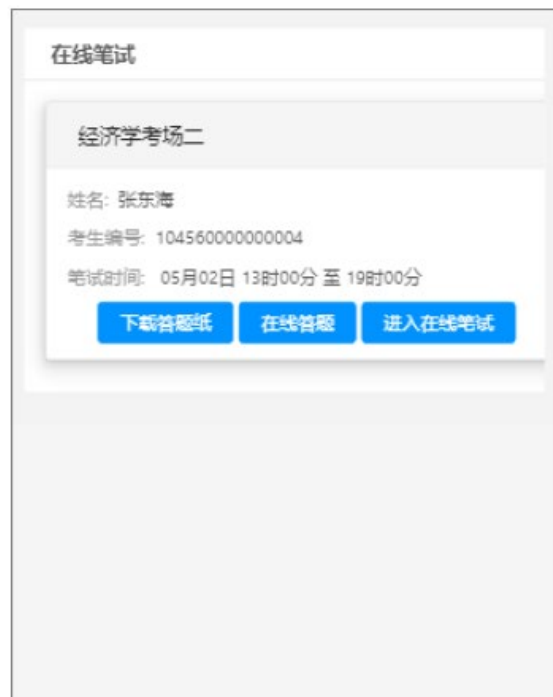 在线笔试
经济学考场二
姓名: 张东海
考生编号: 104560000000004
笔试时间: 05月02日 13时00分 至 19时00分
下载答题纸 在线答题 进入在线笔试